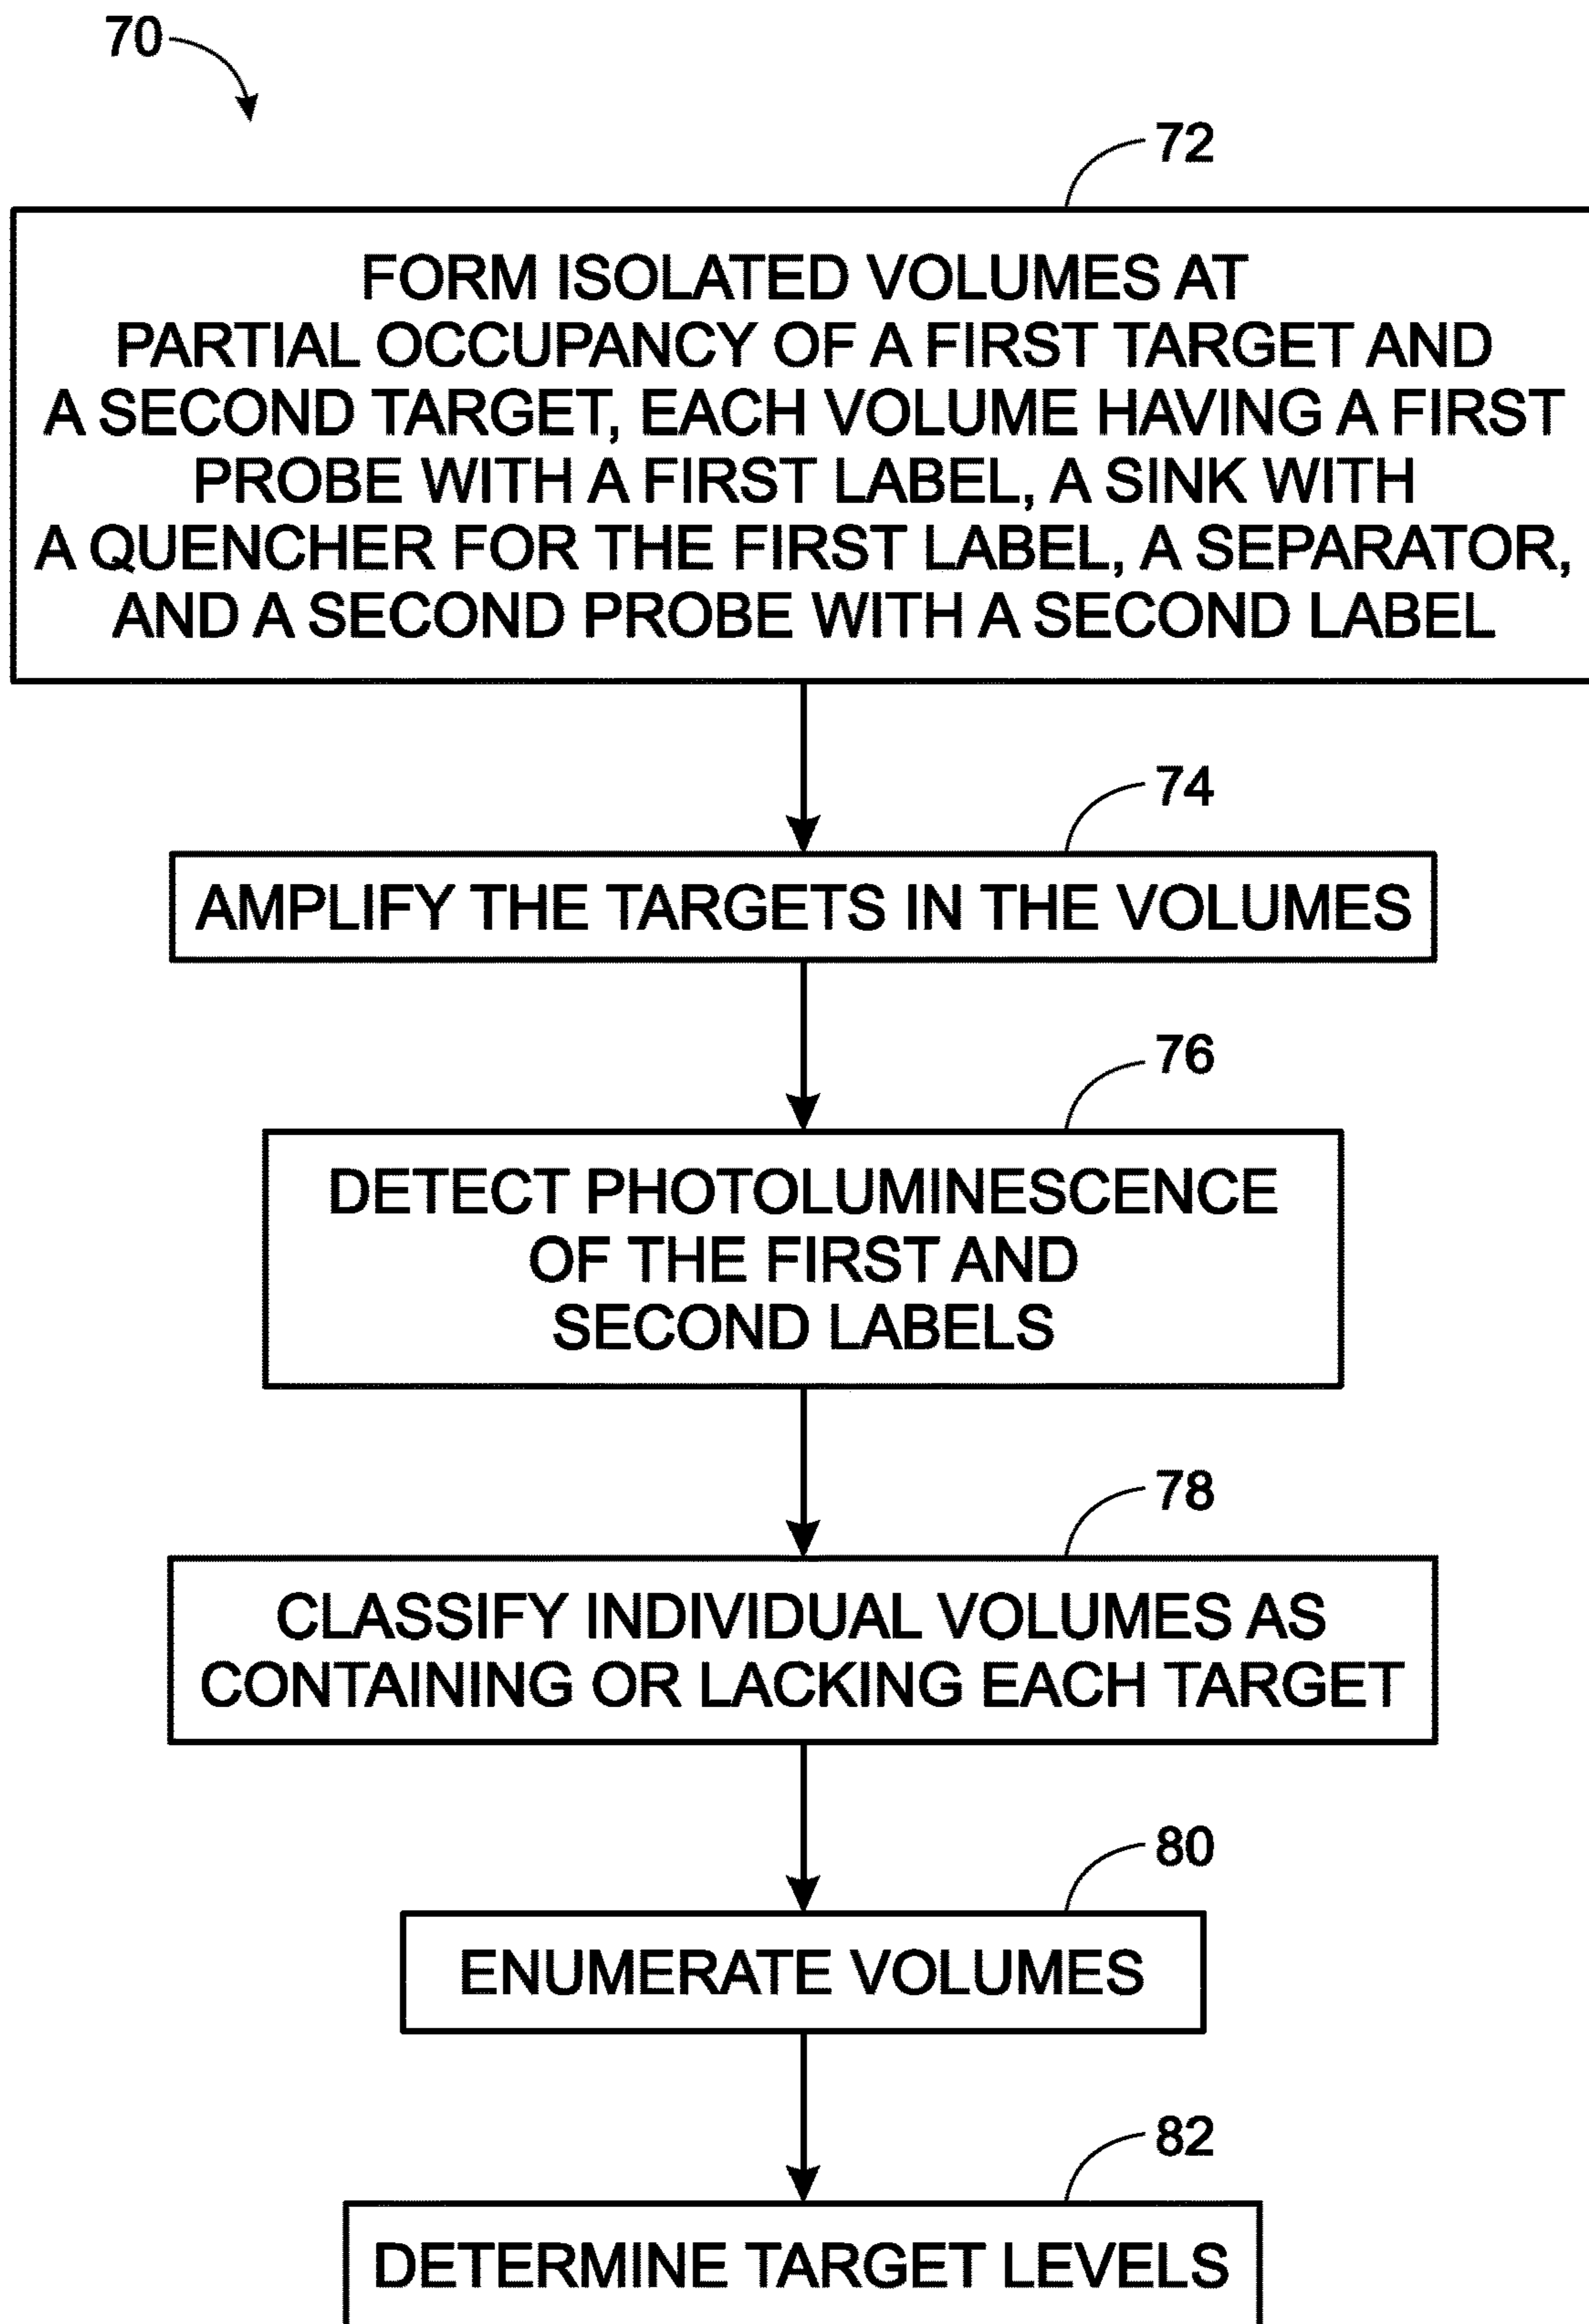 70
72
FORM ISOLATED VOLUMES AT
PARTIAL OCCUPANCY OF A FIRST TARGET AND
A SECOND TARGET, EACH VOLUME HAVING A FIRST
PROBE WITH A FIRST LABEL, A SINK WITH
A QUENCHER FOR THE FIRST LABEL, A SEPARATOR,
AND A SECOND PROBE WITH A SECOND LABEL
74
AMPLIFY THE TARGETS IN THE VOLUMES
76
DETECT PHOTOLUMINESCENCE
OF THE FIRST AND
SECOND LABELS
78
CLASSIFY INDIVIDUAL VOLUMES AS
CONTAINING OR LACKING EACH TARGET
80
ENUMERATE VOLUMES
82
DETERMINE TARGET LEVELS